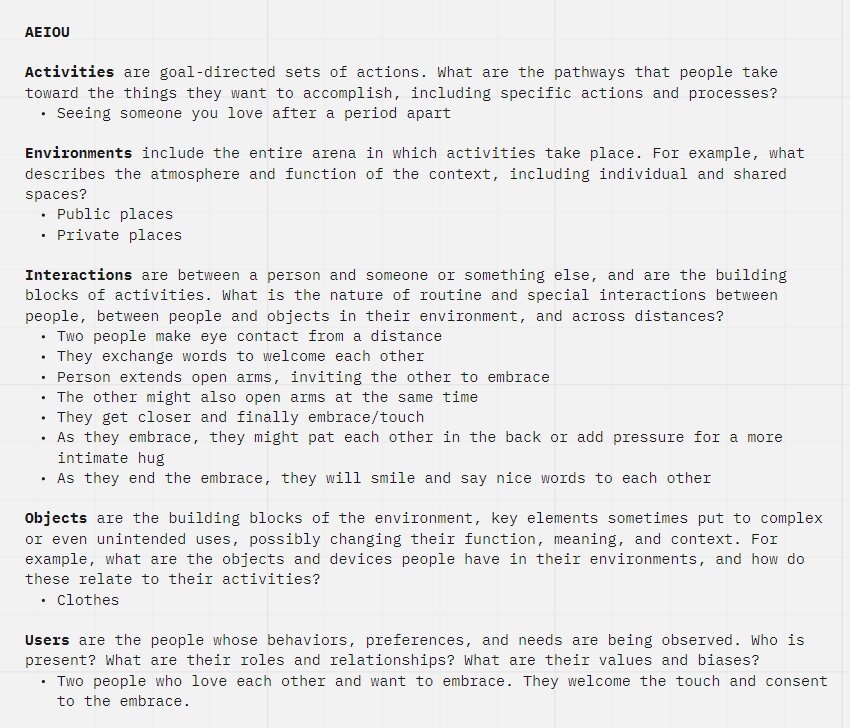 AEIOU
Activities are goal-directed sets of actions. What are the pathways that people take
toward the things they want to accomplish, including specific actions and processes?
• Seeing someone you love after a period apart
Environments include the entire arena in which activities take place. For example, what
describes the atmosphere and function of the context, including individual and shared
spaces?
• Public places
• Private places
Interactions are between a person and someone or something else, and are the building
blocks of activities. What is the nature of routine and special interactions between
people, between people and objects in their environment, and across distances?
• Two people make eye contact from a distance
• They exchange words to welcome each other
• Person extends open arms, inviting the other to embrace
• The other might also open arms at the same time
• They get closer and finally embrace/touch
• As they embrace, they might pat each other in the back or add pressure for a more
intimate hug
• As they end the embrace, they will smile and say nice words to each other
Objects are the building blocks of the environment, key elements sometimes put to complex
or even unintended uses, possibly changing their function, meaning, and context. For
example, what are the objects and devices people have in their environments, and how do
these relate to their activities?
• Clothes
Users are the people whose behaviors, preferences, and needs are being observed. Who is
present? What are their roles and relationships? What are their values and biases?
• Two people who love each other and want to embrace. They welcome the touch and consent
to the embrace.